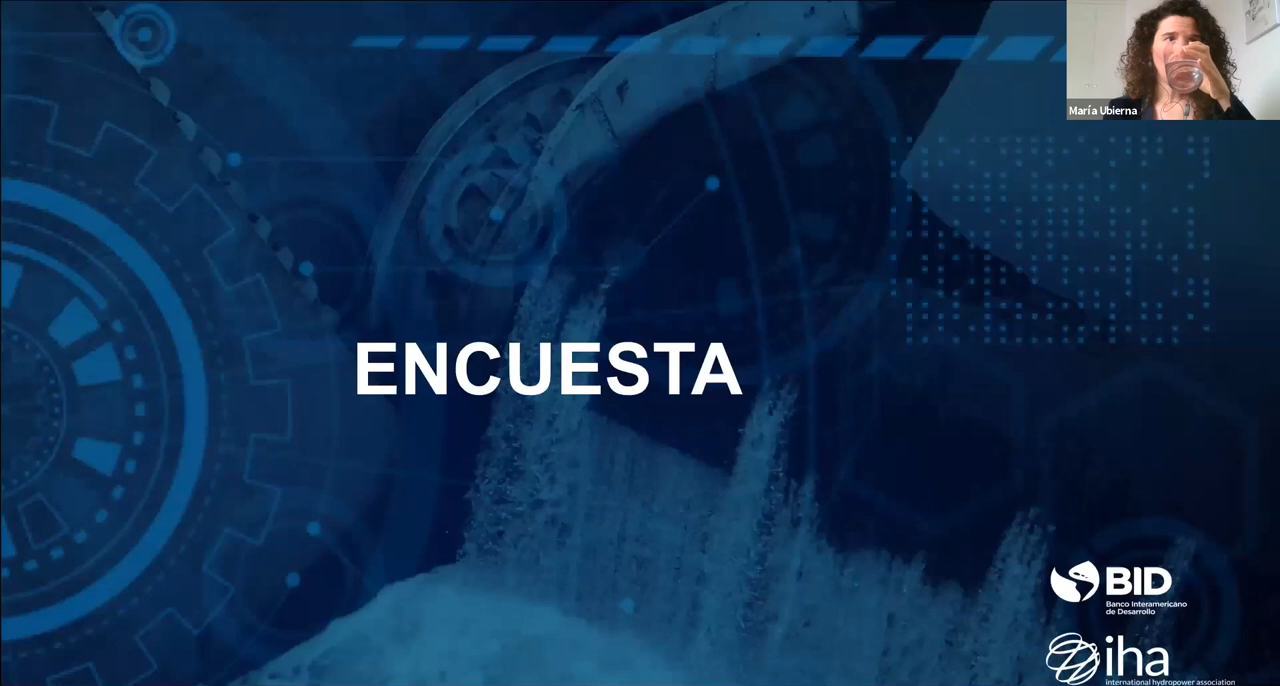 María Ubierna
ENCUESTA
BID
Banco Interamericano
de Desarrollo
iha
international hydropower association